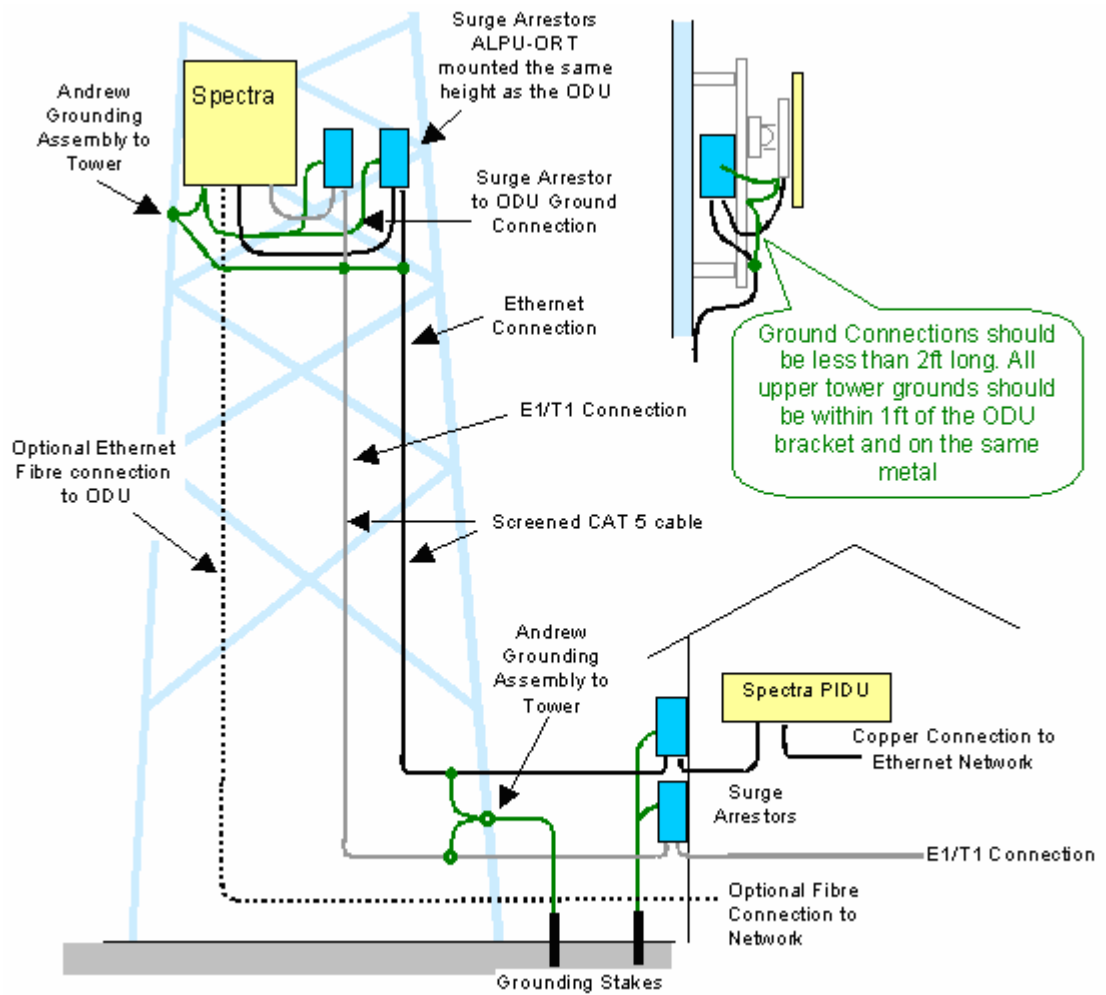 Surge Arrestors
ALPU-ORT
mounted the same
height as the ODU
Andrew
Grounding
Assembly to
Tower
Spectra
Surge Arrestor
to ODU Ground
Connection
Ethernet
Connection
Ground Connections should
be less than 2ft long. All
upper tower grounds should
be within 1ft of the ODU
bracket and on the same
metal
E1/T1 Connection
Optional Ethernet
Fibre connection
to ODU
Screened CAT 5 cable
Andrew
Grounding
Assembly to
Tower
Spectra PIDU
Copper Connection to
Ethernet Network
Surge
Arrestors
E1/T1 Connection
Optional Fibre
Connection to
Network
Grounding Stakes